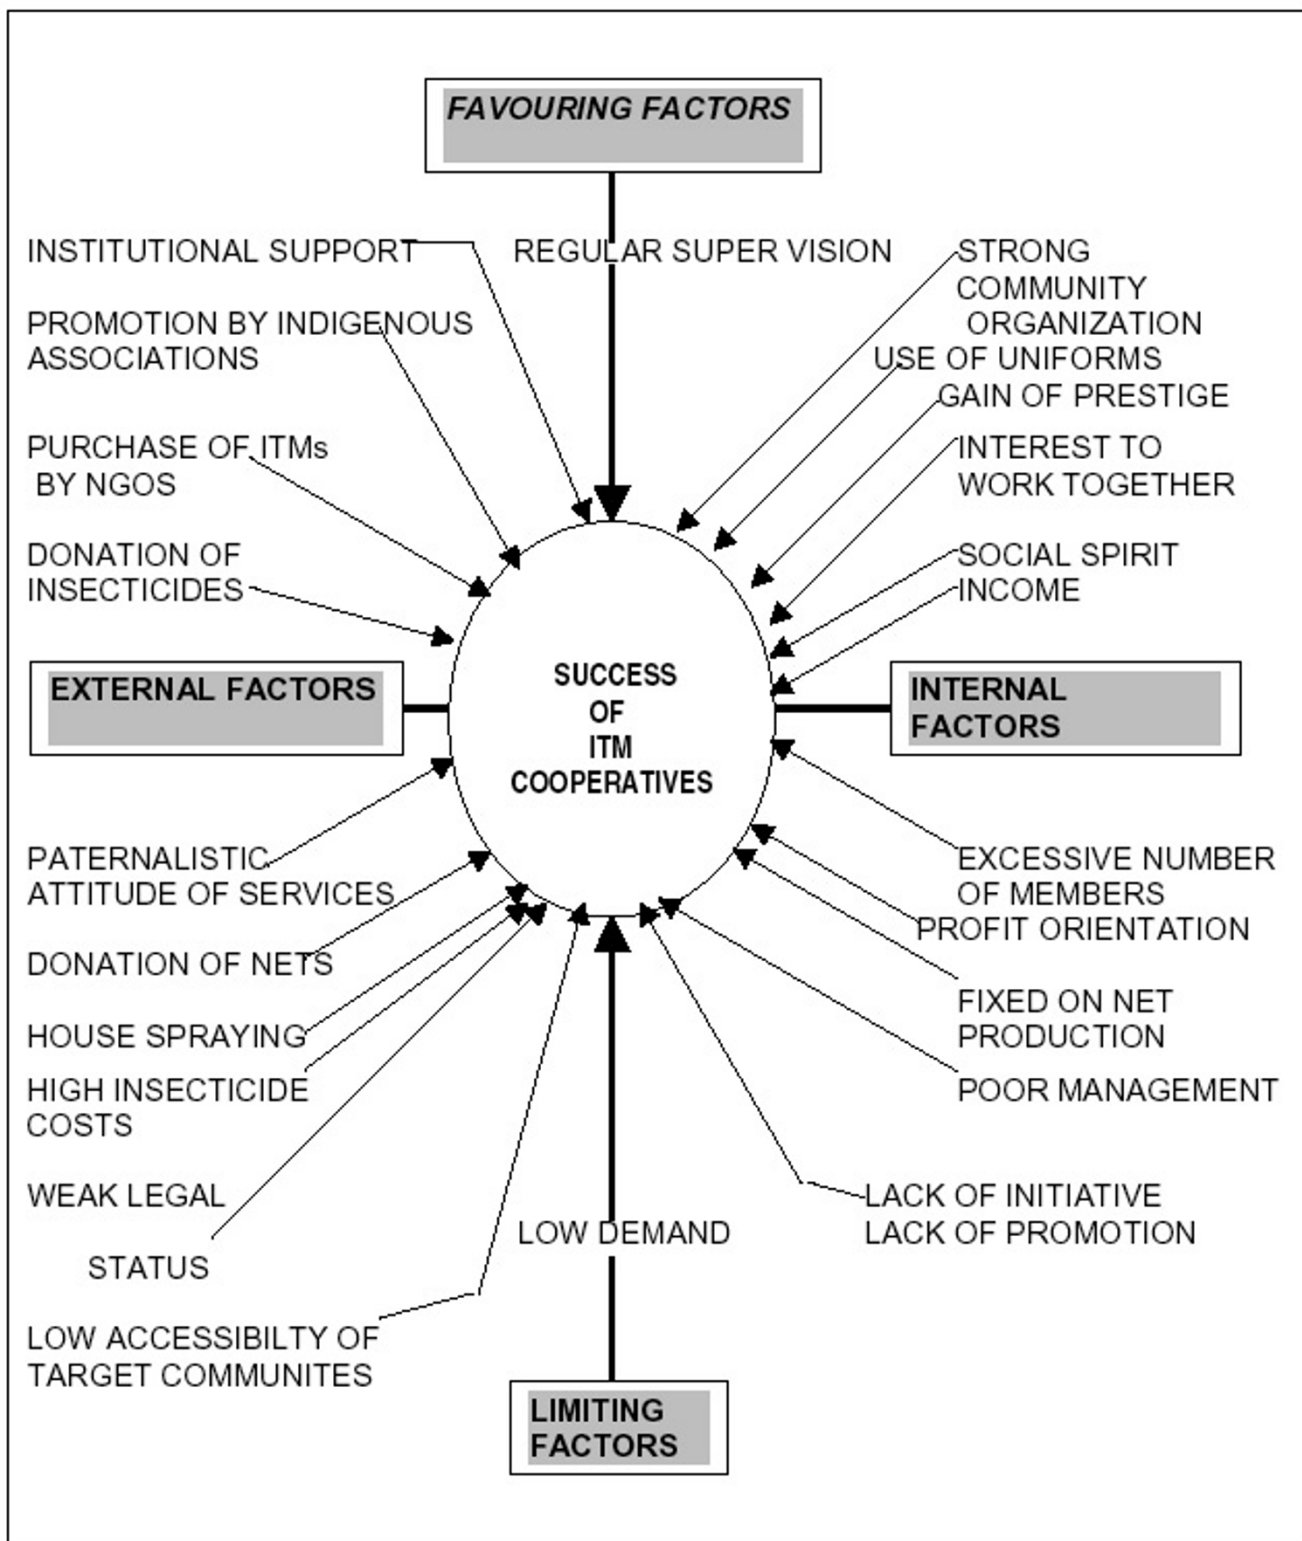 FAVOURING FACTORS
INSTITUTIONAL SUPPORT
PROMOTION BY INDIGENOUS
ASSOCIATIONS
PURCHASE OF ITMs
BY NGOS
DONATION OF
INSECTICIDES
REGULAR SUPER VISION
STRONG
COMMUNITY
ORGANIZATION
USE OF UNIFORMS
GAIN OF PRESTIGE
INTEREST TO
WORK TOGETHER
SOCIAL SPIRIT
INCOME
EXTERNAL FACTORS
SUCCESS
OF
ITM
COOPERATIVES
INTERNAL
FACTORS
PATERNALISTIC
ATTITUDE OF SERVICES
DONATION OF NETS
HOUSE SPRAYING
HIGH INSECTICIDE
COSTS
WEAK LEGAL
STATUS
LOW ACCESSIBILTY OF
TARGET COMMUNITES
LOW DEMAND
EXCESSIVE NUMBER
OF MEMBERS
PROFIT ORIENTATION
FIXED ON NET
PRODUCTION
POOR MANAGEMENT
LACK OF INITIATIVE
LACK OF PROMOTION
LIMITING
FACTORS